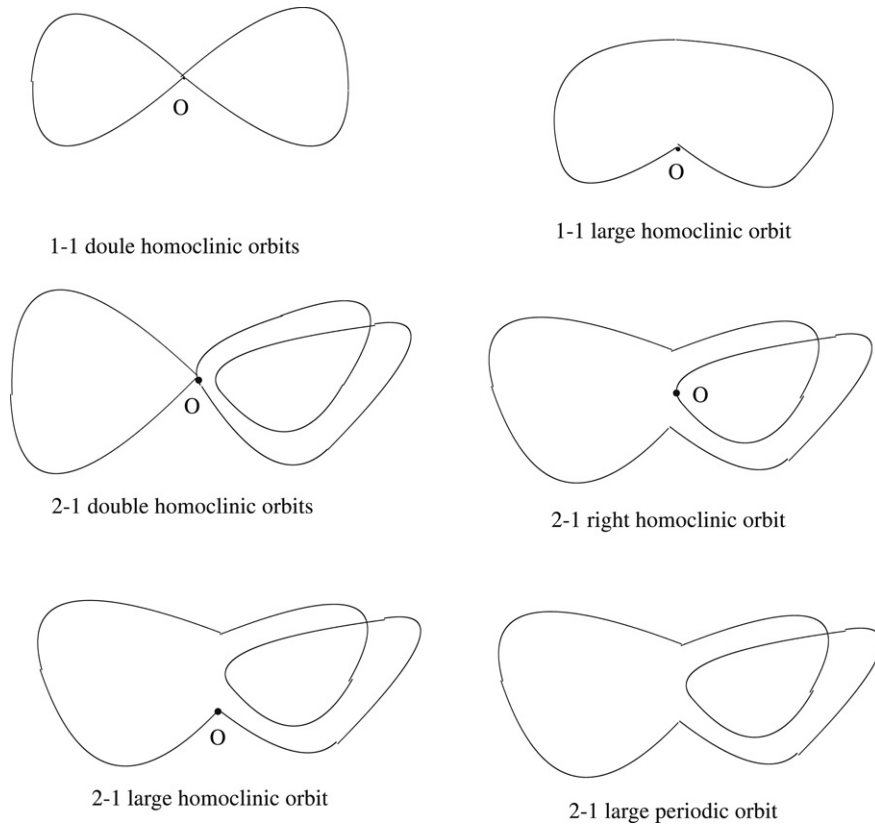 O
1-1 doule homoclinic orbits
O
1-1 large homoclinic orbit
O
2-1 double homoclinic orbits
O
2-1 right homoclinic orbit
O
2-1 large homoclinic orbit
2-1 large periodic orbit